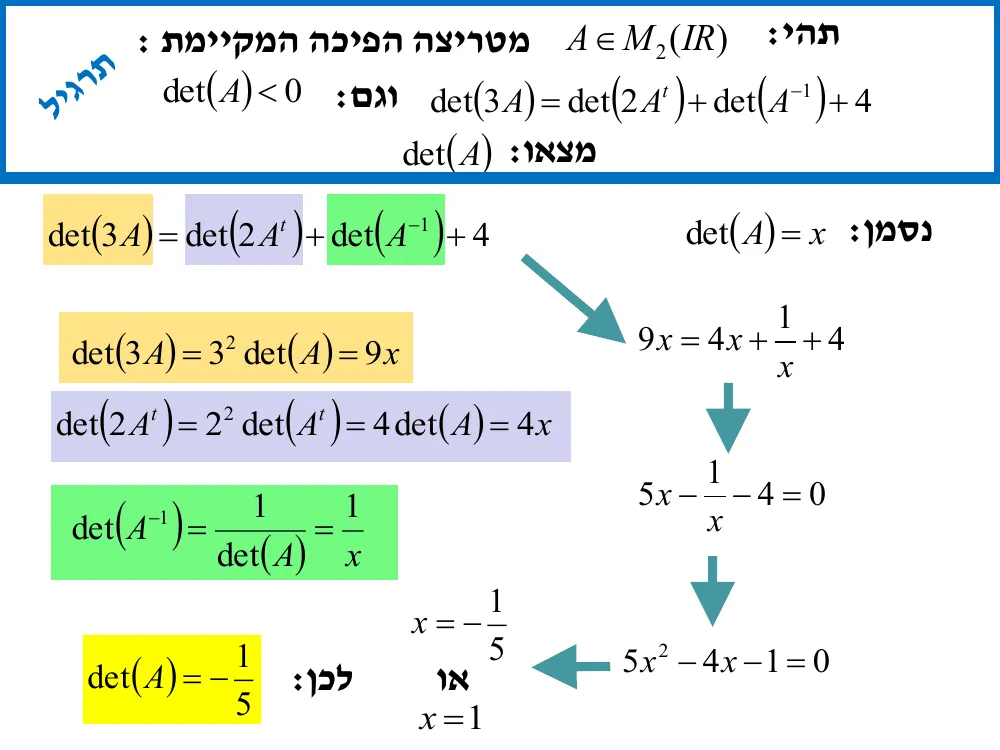 תרגיל
תהי: A ∈ M₂(IR) מטריצה הפיכה המקיימת :
det(3A) = det(2Aᵗ) + det(A⁻¹) + 4 וגם: det(A) < 0
מצאו: det(A)
נסמן: det(A) = x
det(3A) = det(2Aᵗ) + det(A⁻¹) + 4
9x = 4x + 1/x + 4
det(3A) = 3² det(A) = 9x
det(2Aᵗ) = 2² det(Aᵗ) = 4 det(A) = 4x
5x − 1/x − 4 = 0
det(A⁻¹) = 1/det(A) = 1/x
5x² − 4x − 1 = 0
x = −1/5
או
x = 1
לכן: det(A) = −1/5